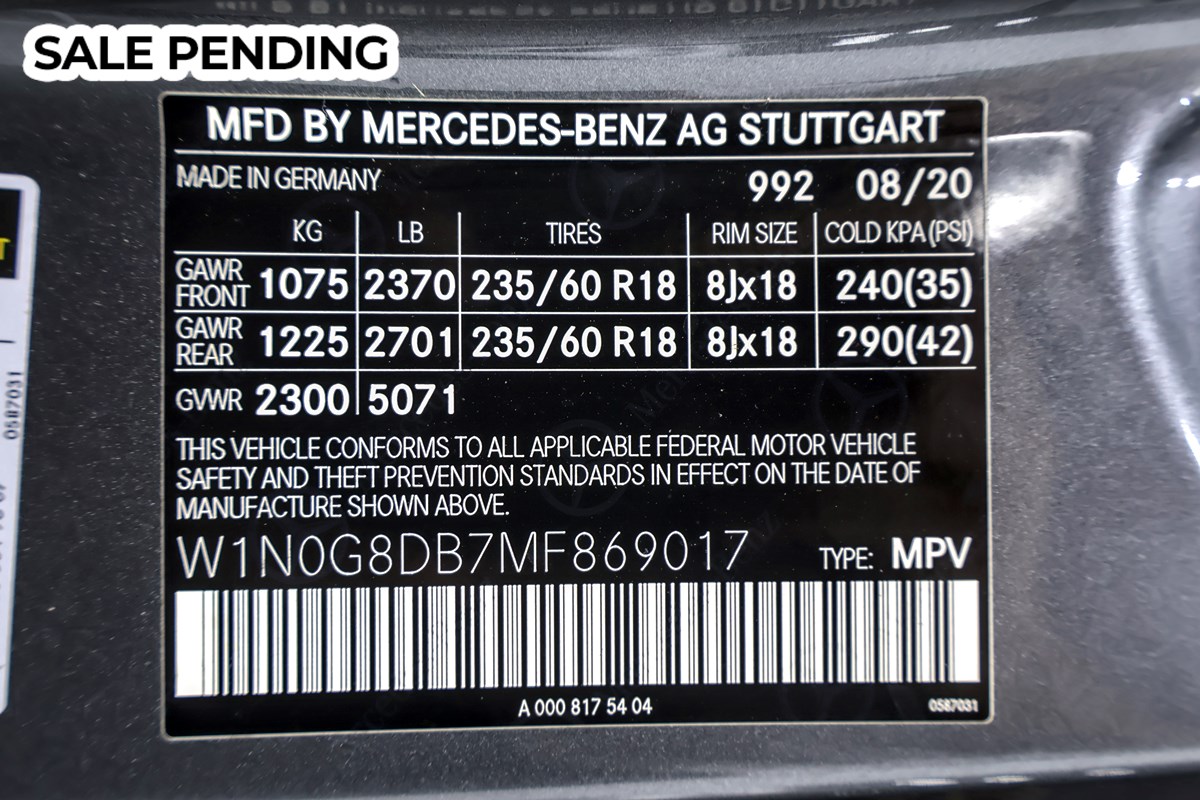 SALE PENDING
MFD BY MERCEDES-BENZ AG STUTTGART
MADE IN GERMANY 992 08/20
KG LB TIRES RIM SIZE COLD KPA (PSI)
GAWR FRONT 1075 2370 235/60 R18 8Jx18 240(35)
GAWR REAR 1225 2701 235/60 R18 8Jx18 290(42)
GVWR 2300 5071
THIS VEHICLE CONFORMS TO ALL APPLICABLE FEDERAL MOTOR VEHICLE
SAFETY AND THEFT PREVENTION STANDARDS IN EFFECT ON THE DATE OF
MANUFACTURE SHOWN ABOVE.
W1N0G8DB7MF869017 TYPE: MPV
A 000 817 54 04 0587031
0587031